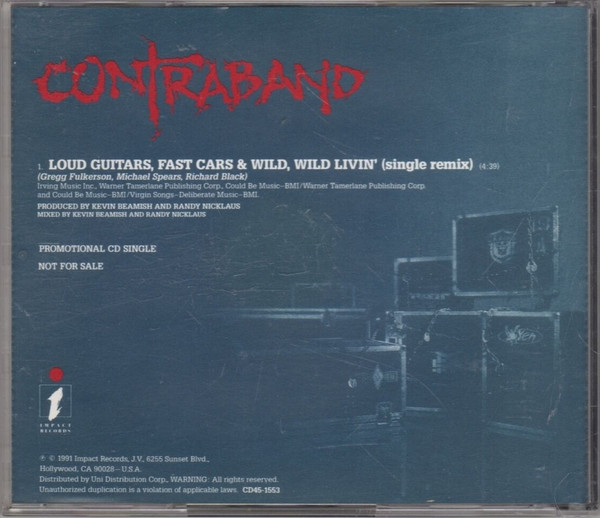 CONTRABAND
1. LOUD GUITARS, FAST CARS & WILD, WILD LIVIN' (single remix) (4:39)
(Gregg Fulkerson, Michael Spears, Richard Black)
Irving Music Inc., Warner Tamerlane Publishing Corp., Could Be Music–BMI/Warner Tamerlane Publishing Corp.
and Could Be Music–BMI/Virgin Songs–Deliberate Music–BMI.
PRODUCED BY KEVIN BEAMISH AND RANDY NICKLAUS
MIXED BY KEVIN BEAMISH AND RANDY NICKLAUS
PROMOTIONAL CD SINGLE
NOT FOR SALE
i
IMPACT
RECORDS
℗ © 1991 Impact Records, J.V., 6255 Sunset Blvd.,
Hollywood, CA 90028 – U.S.A.
Distributed by Uni Distribution Corp., WARNING: All rights reserved.
Unauthorized duplication is a violation of applicable laws. CD45-1553